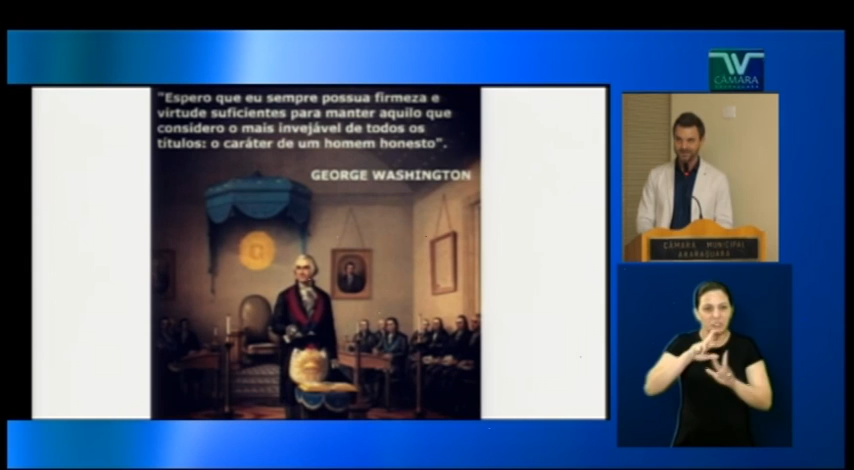 "Espero que eu sempre possua firmeza e
virtude suficientes para manter aquilo que
considero o mais invejável de todos os
títulos: o caráter de um homem honesto".
GEORGE WASHINGTON
G
CÂMARA
ARARAQUARA
CÂMARA MUNICIPAL
ARARAQUARA